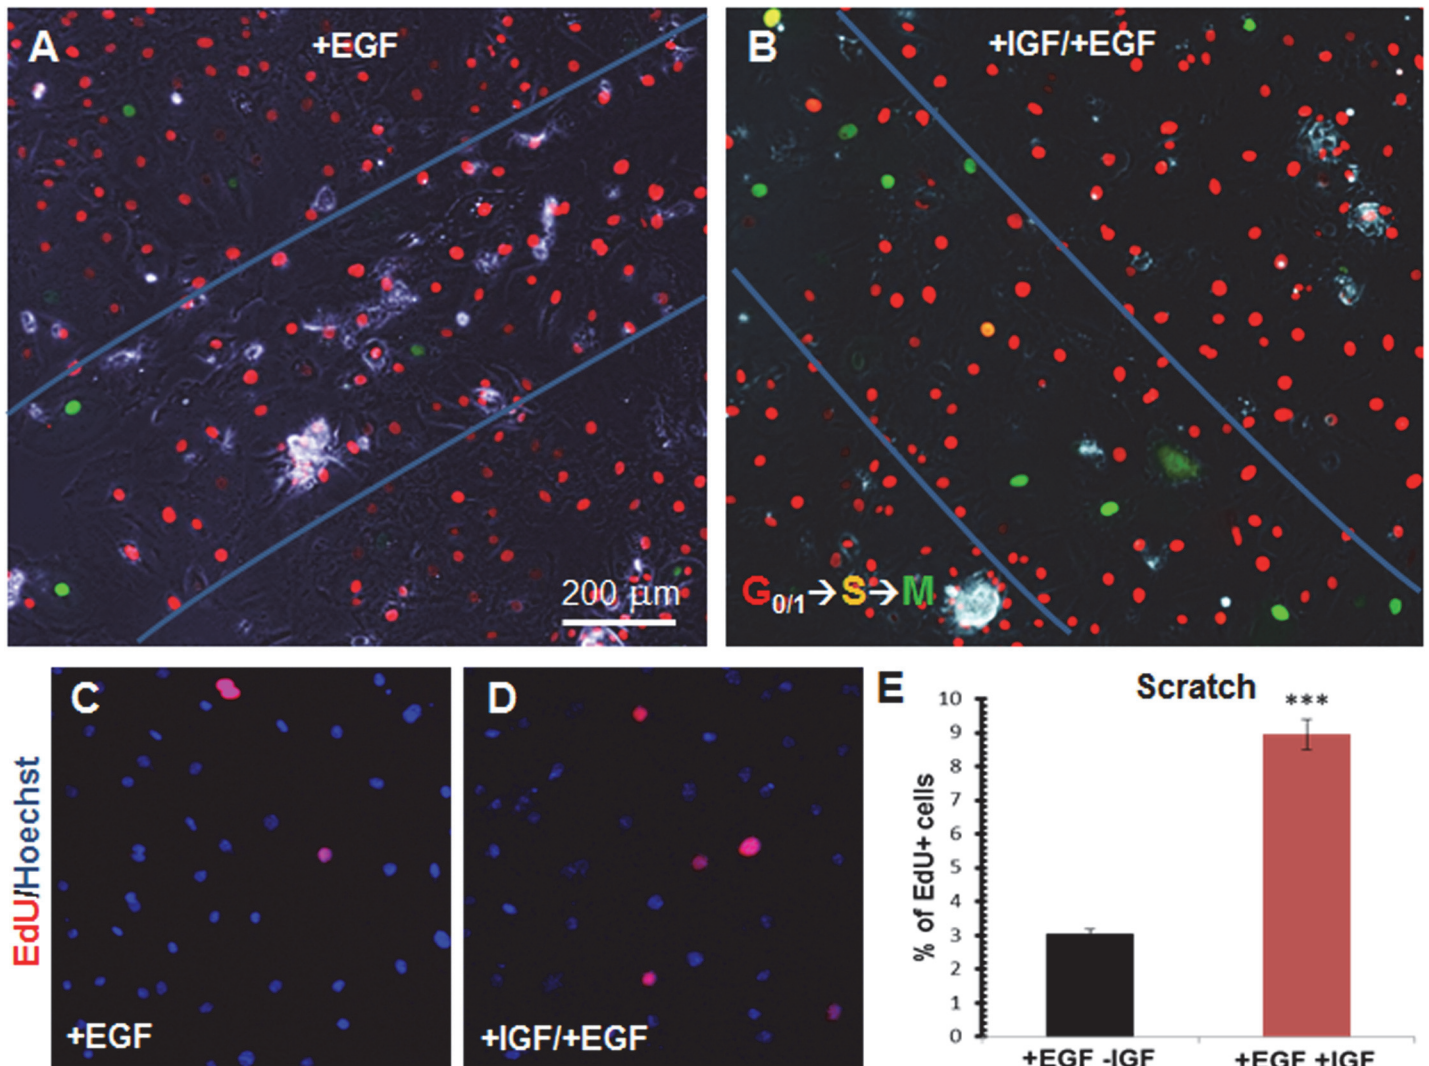 A
+EGF
200 µm
B
+IGF/+EGF
G0/1→S→M
EdU/Hoechst
C
+EGF
D
+IGF/+EGF
E
Scratch
***
% of EdU+ cells
10
9
8
7
6
5
4
3
2
1
0
+EGF -IGF
+EGF +IGF